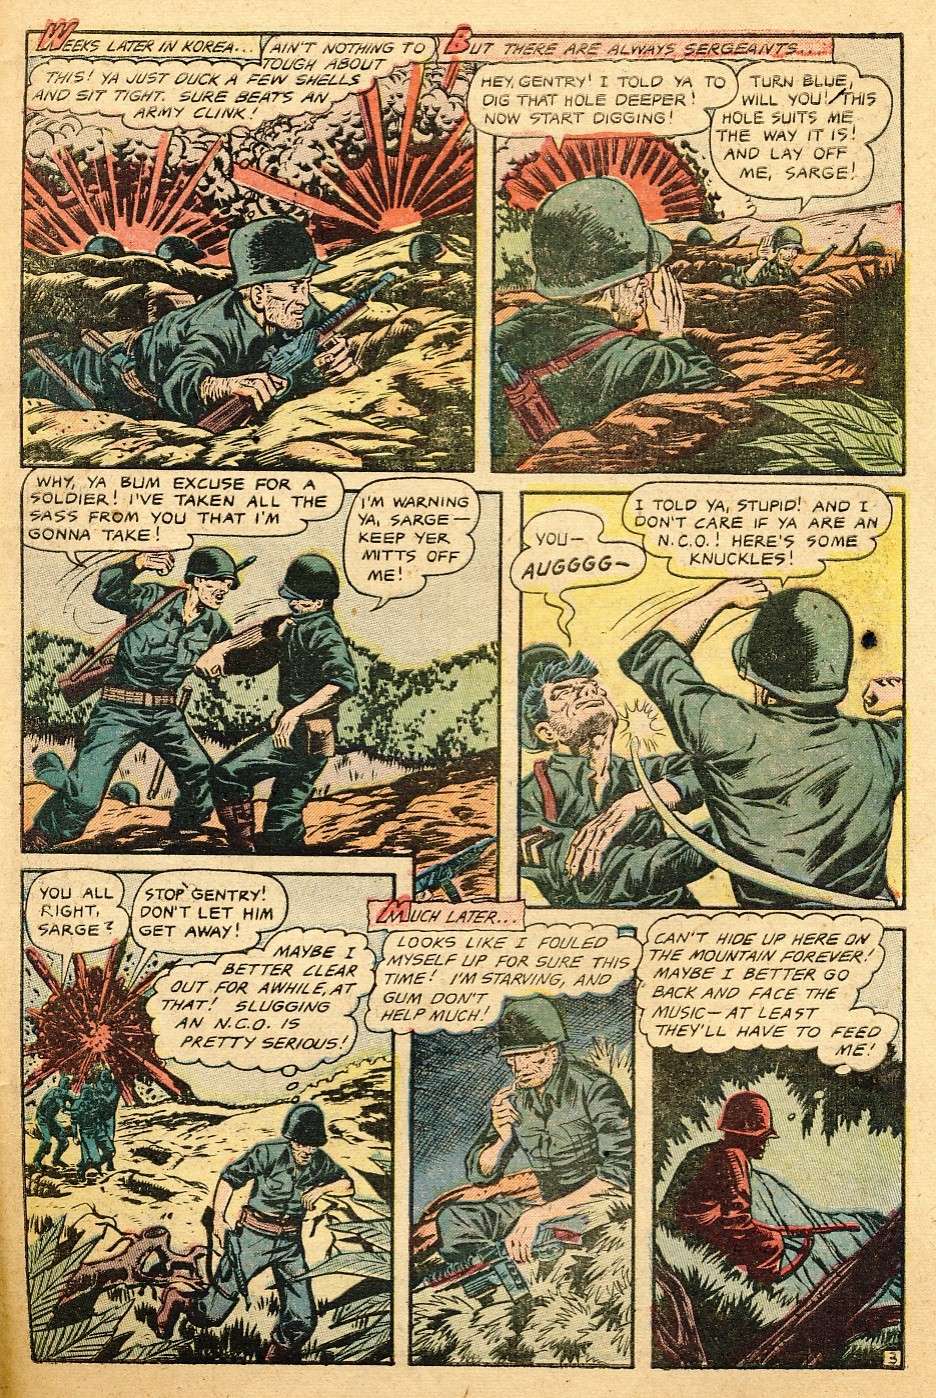 WEEKS LATER IN KOREA...
AIN'T NOTHING TO
TOUGH ABOUT
THIS! YA JUST DUCK A FEW SHELLS
AND SIT TIGHT. SURE BEATS AN
ARMY CLINK!
BUT THERE ARE ALWAYS SERGEANTS...
HEY, GENTRY! I TOLD YA TO
DIG THAT HOLE DEEPER!
NOW START DIGGING!
TURN BLUE,
WILL YOU! THIS
HOLE SUITS ME
THE WAY IT IS!
AND LAY OFF
ME, SARGE!
WHY, YA BUM EXCUSE FOR A
SOLDIER! I'VE TAKEN ALL THE
SASS FROM YOU THAT I'M
GONNA TAKE!
I'M WARNING
YA, SARGE—
KEEP YER
MITTS OFF
ME!
YOU—
AUGGGG—
I TOLD YA, STUPID! AND I
DON'T CARE IF YA ARE AN
N.C.O.! HERE'S SOME
KNUCKLES!
YOU ALL
RIGHT,
SARGE?
STOP GENTRY!
DON'T LET HIM
GET AWAY!
MAYBE I
BETTER CLEAR
OUT FOR AWHILE, AT
THAT! SLUGGING
AN N.C.O. IS
PRETTY SERIOUS!
MUCH LATER...
LOOKS LIKE I FOULED
MYSELF UP FOR SURE THIS
TIME! I'M STARVING, AND
GUM DON'T
HELP MUCH!
CAN'T HIDE UP HERE ON
THE MOUNTAIN FOREVER!
MAYBE I BETTER GO
BACK AND FACE THE
MUSIC—AT LEAST
THEY'LL HAVE TO FEED
ME!
3